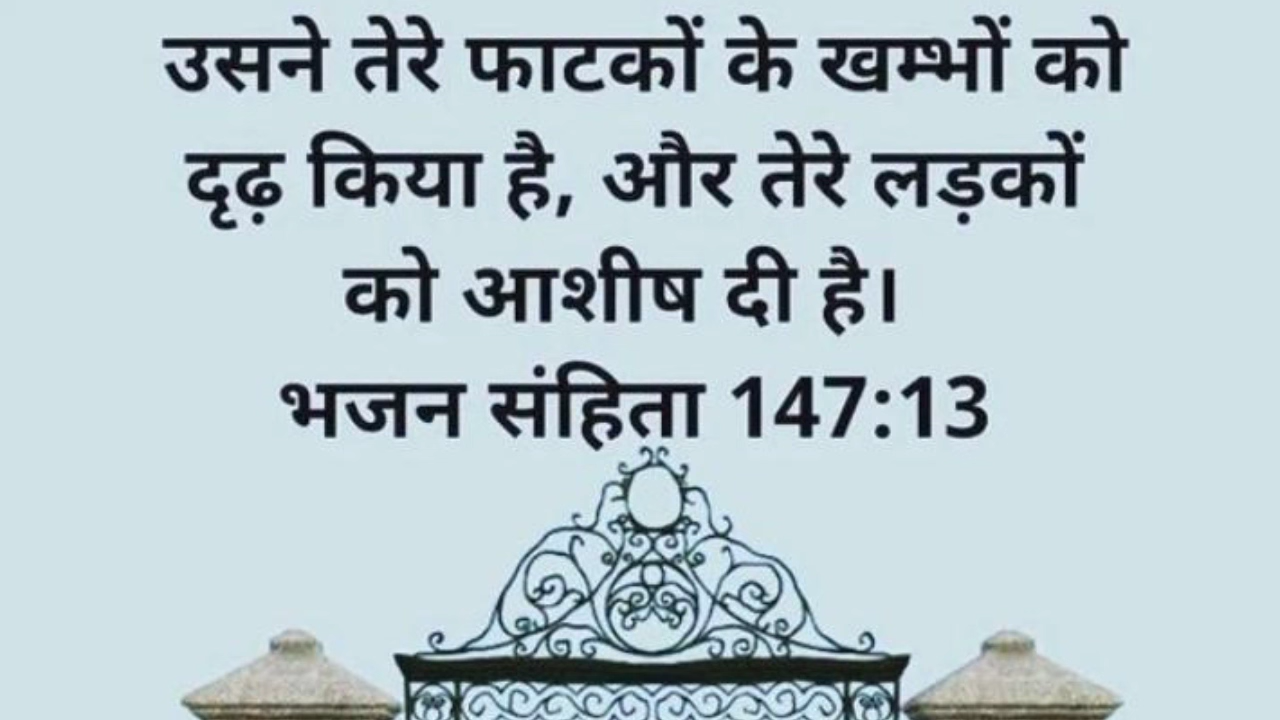 उसने तेरे फाटकों के खम्भों को
दृढ़ किया है, और तेरे लड़कों
को आशीष दी है।
भजन संहिता 147:13